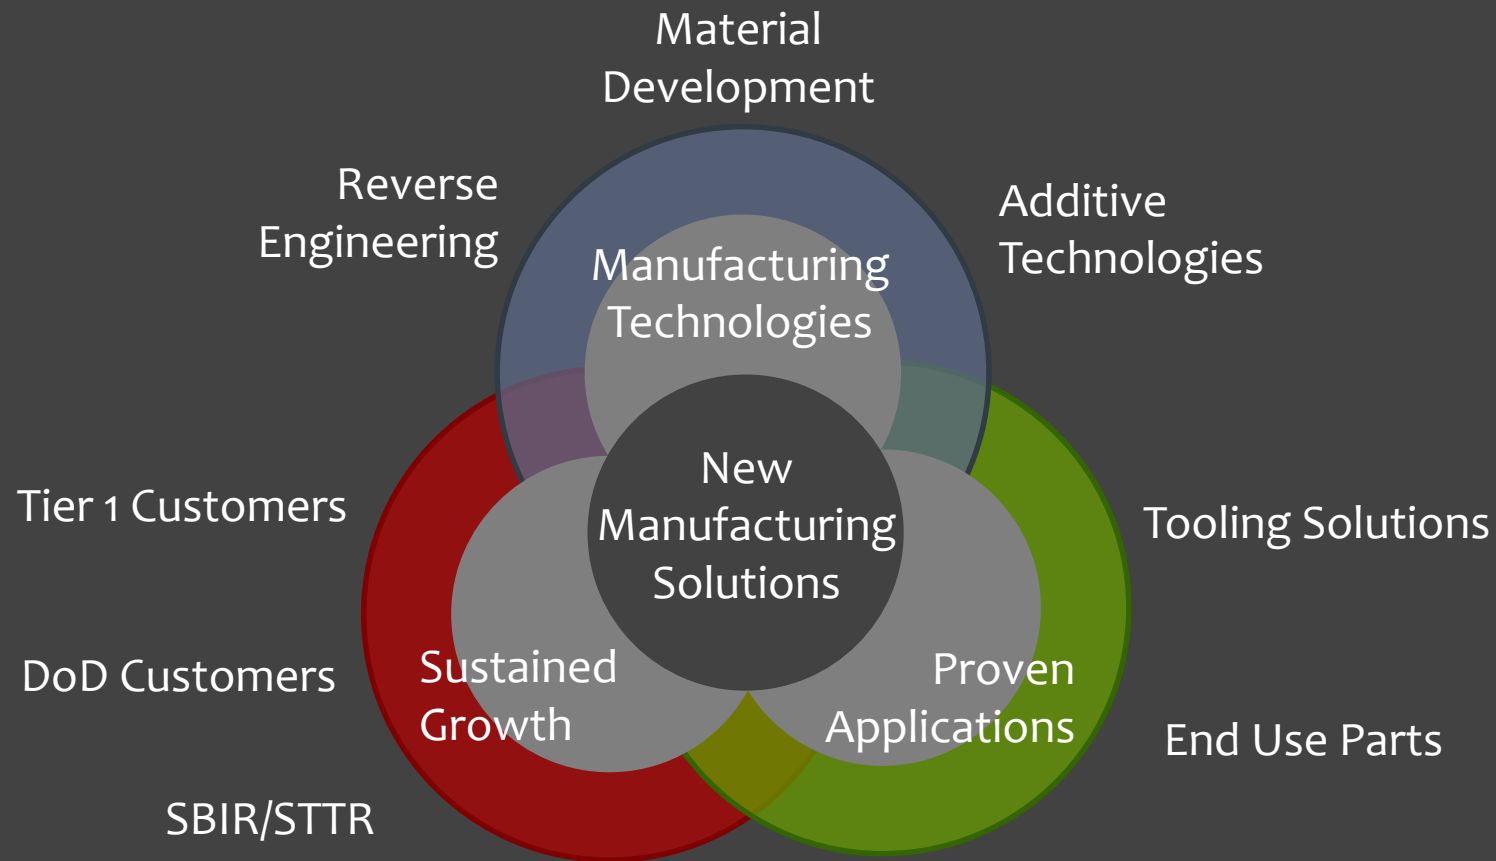 Material
Development
Reverse
Engineering
Additive
Technologies
Manufacturing
Technologies
New
Manufacturing
Solutions
Tier 1 Customers
Tooling Solutions
DoD Customers
Sustained
Growth
Proven
Applications
End Use Parts
SBIR/STTR